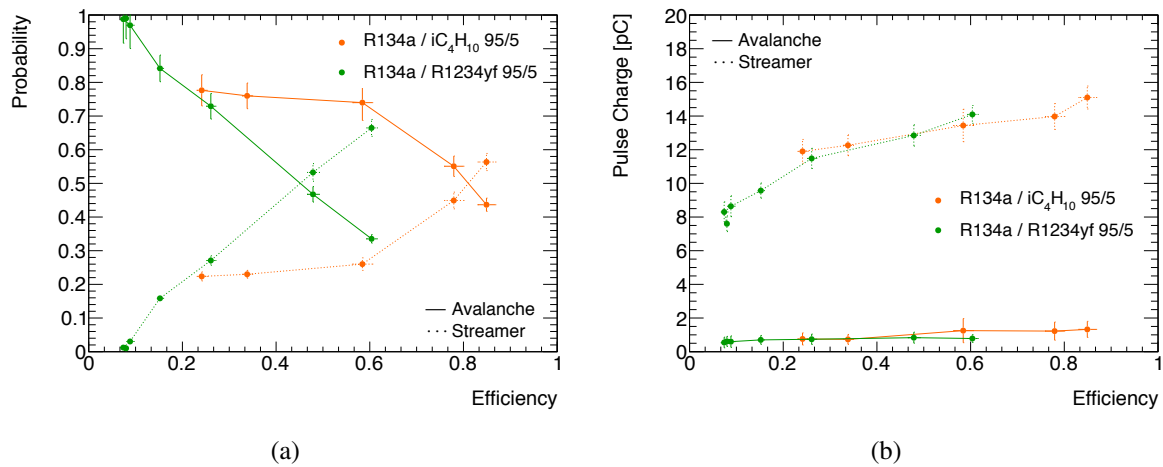 Probability
1
0.9
0.8
0.7
0.6
0.5
0.4
0.3
0.2
0.1
0
R134a / iC4H10 95/5
R134a / R1234yf 95/5
Avalanche
Streamer
0 0.2 0.4 0.6 0.8 1
Efficiency
(a)
Pulse Charge [pC]
20
18
16
14
12
10
8
6
4
2
0
Avalanche
Streamer
R134a / iC4H10 95/5
R134a / R1234yf 95/5
0 0.2 0.4 0.6 0.8 1
Efficiency
(b)